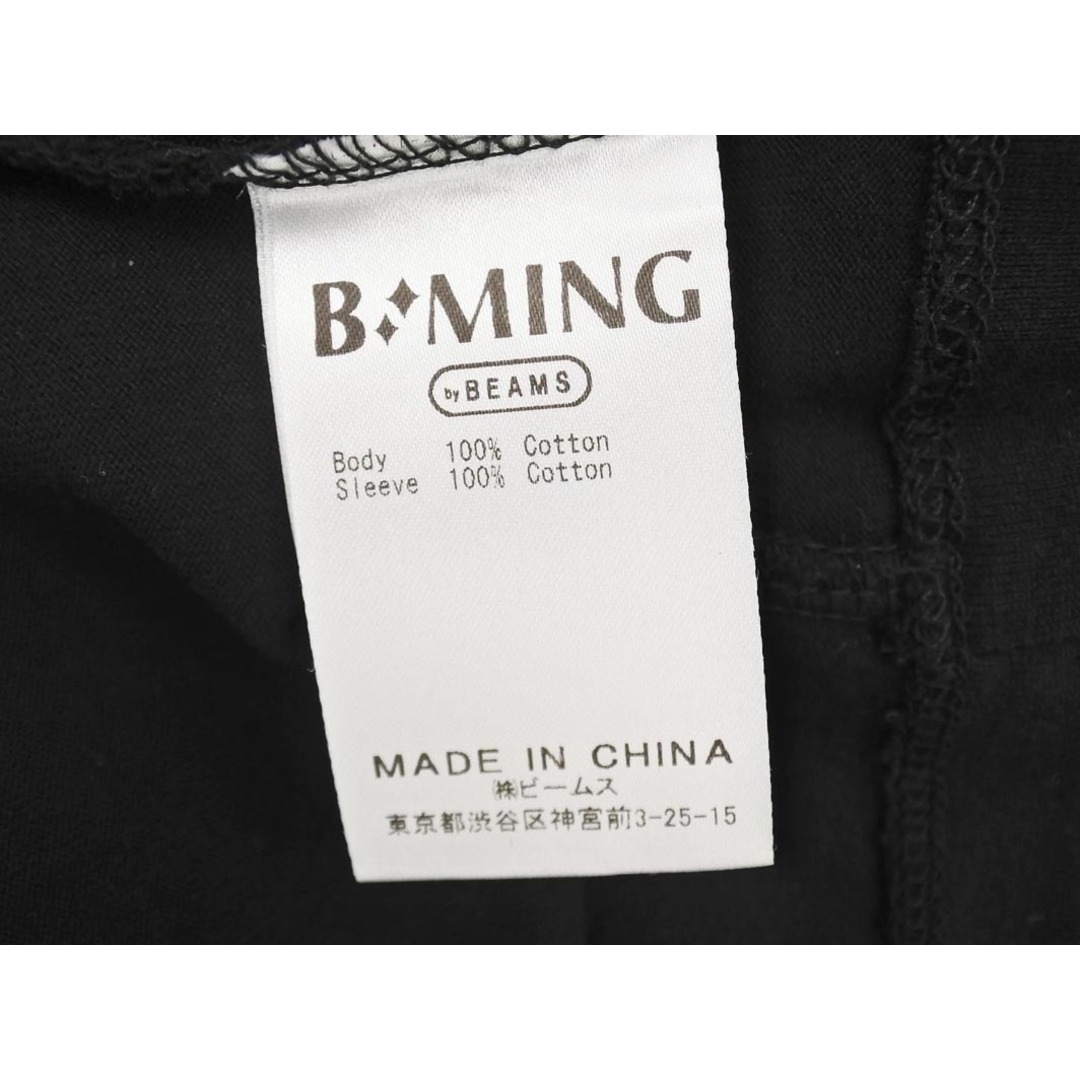 B:MING
by BEAMS
Body 100% Cotton
Sleeve 100% Cotton
MADE IN CHINA
㈱ビームス
東京都渋谷区神宮前3-25-15